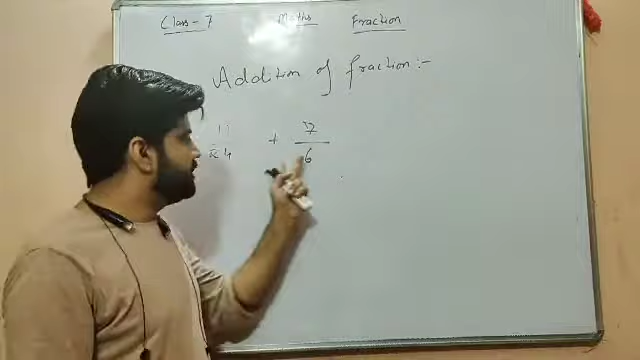 Class - 7 Maths Fraction
Addition of fraction :-
11 + 7
24 6